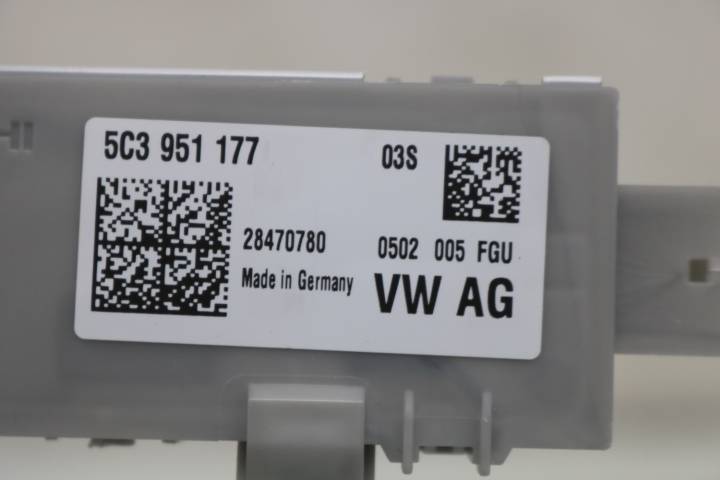 5C3 951 177 03S
28470780 0502 005 FGU
Made in Germany VW AG